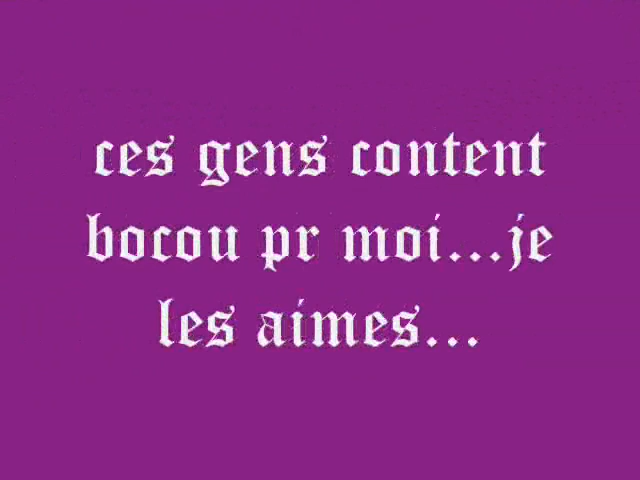 ces gens content
bocou pr moi...je
les aimes...